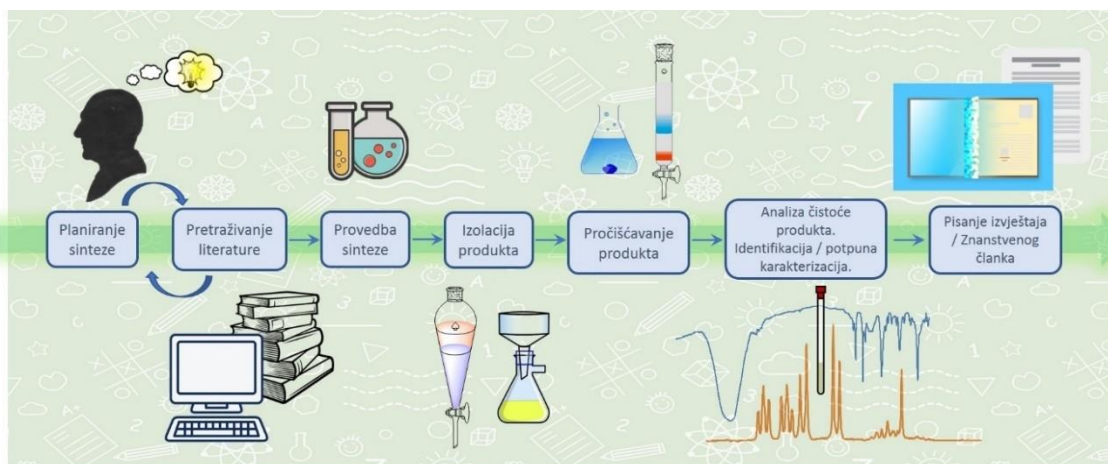 Planiranje
sinteze
Pretraživanje
literature
Provedba
sinteze
Izolacija
produkta
Pročišćavanje
produkta
Analiza čistoće
produkta.
Identifikacija / potpuna
karakterizacija.
Pisanje izvještaja
/ Znanstvenog
članka